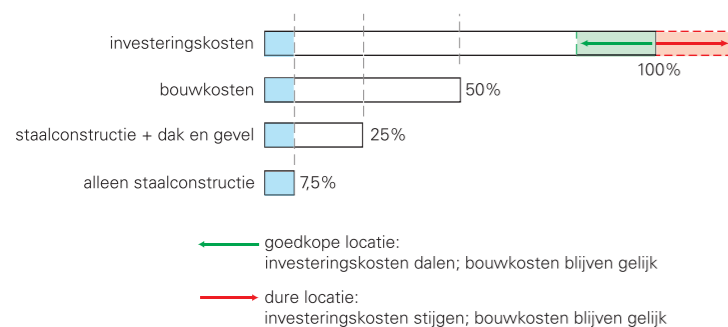 investeringskosten
100%
bouwkosten
50%
staalconstructie + dak en gevel
25%
alleen staalconstructie
7,5%
goedkope locatie:
investeringskosten dalen; bouwkosten blijven gelijk
dure locatie:
investeringskosten stijgen; bouwkosten blijven gelijk